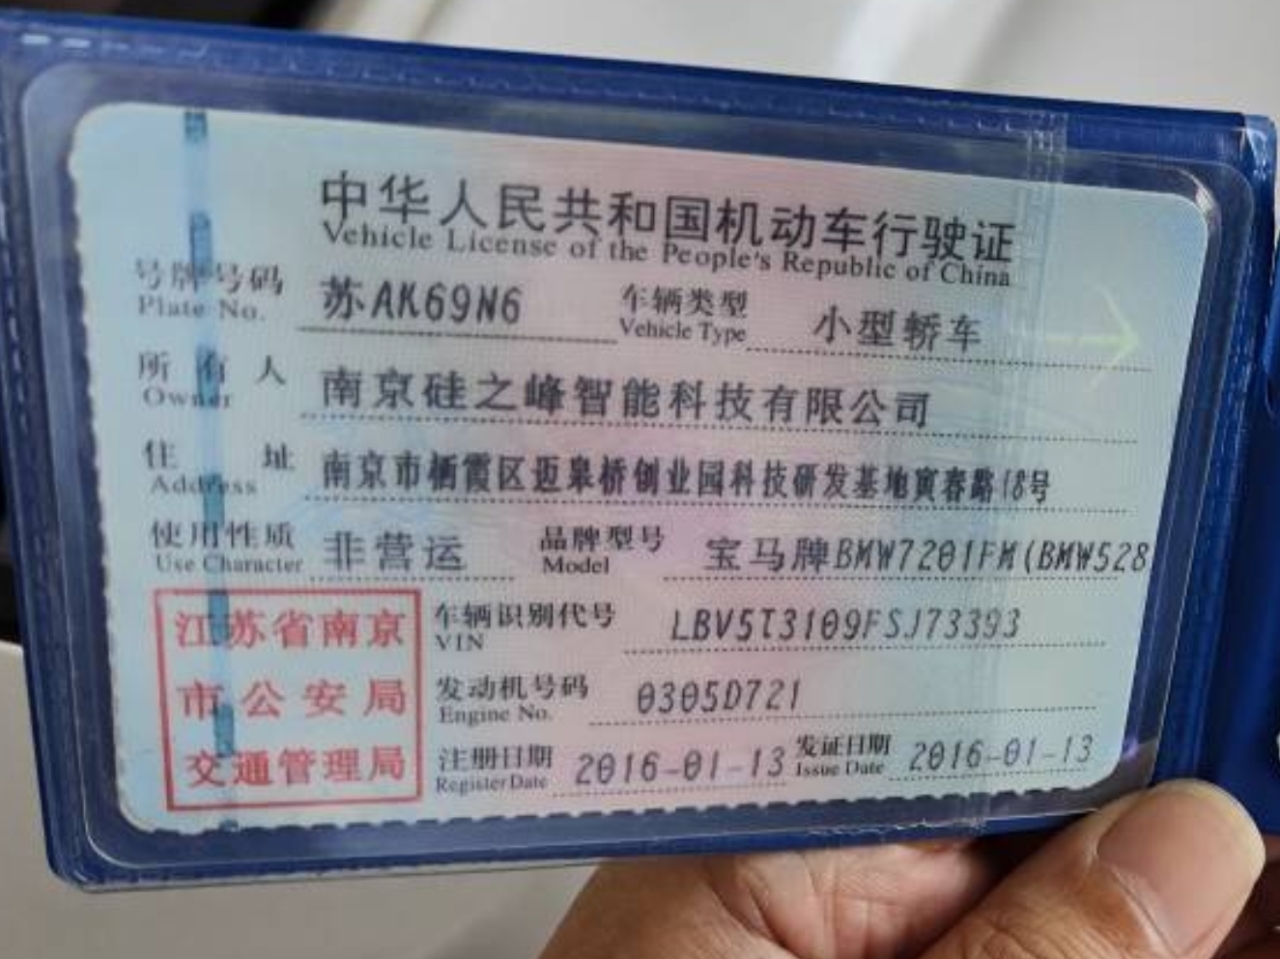 中华人民共和国机动车行驶证
Vehicle License of the People's Republic of China
号牌号码 苏AK69N6 车辆类型 小型轿车
Plate No. Vehicle Type
所有人 南京硅之峰智能科技有限公司
Owner
住址 南京市栖霞区迈皋桥创业园科技研发基地寅春路18号
Address
使用性质 非营运 品牌型号 宝马牌BMW7201FM(BMW528
Use Character Model
车辆识别代号 LBV5T3109FSJ73393
VIN
发动机号码 0305D721
Engine No.
注册日期 2016-01-13 发证日期 2016-01-13
Register Date Issue Date
江苏省南京
市公安局
交通管理局